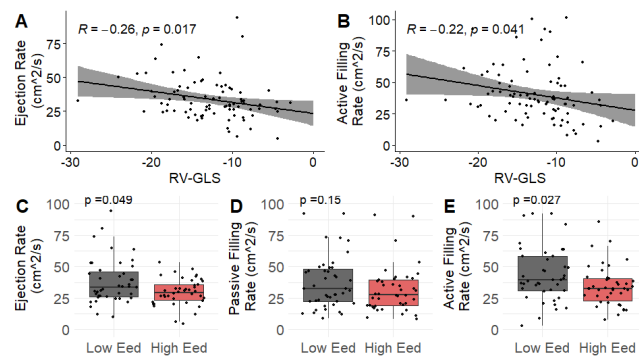 A
R = −0.26, p = 0.017
Ejection Rate
(cm^2/s)
100
75
50
25
0
-30
-20
-10
0
RV-GLS
B
R = −0.22, p = 0.041
Active Filling
Rate (cm^2/s)
100
75
50
25
0
-30
-20
-10
0
RV-GLS
C
p =0.049
Ejection Rate
(cm^2/s)
100
75
50
25
0
Low Eed
High Eed
D
p =0.15
Passive Filling
Rate (cm^2/s)
100
75
50
25
0
Low Eed
High Eed
E
p =0.027
Active Filling
Rate (cm^2/s)
100
75
50
25
0
Low Eed
High Eed